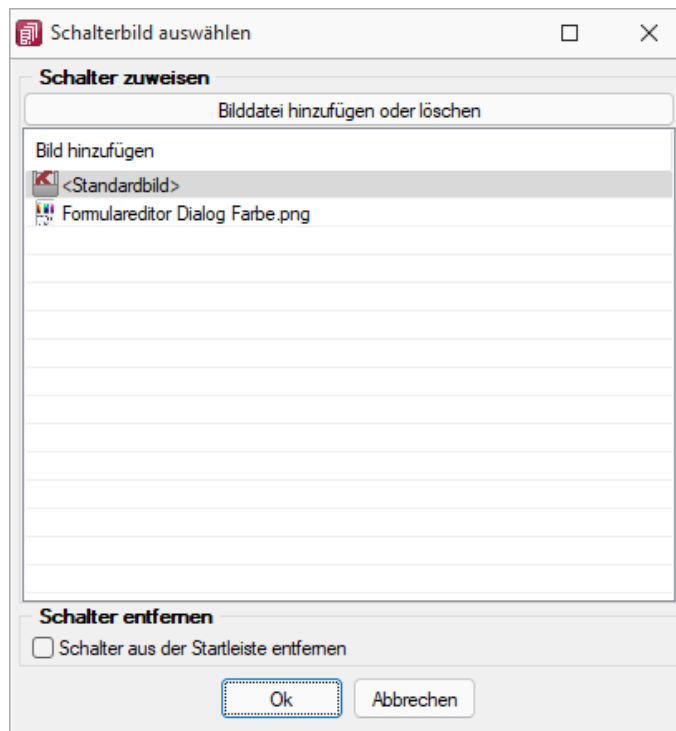 Schalterbild auswählen
Schalter zuweisen
Bilddatei hinzufügen oder löschen
Bild hinzufügen
<Standardbild>
Formulareditor Dialog Farbe.png
Schalter entfernen
Schalter aus der Startleiste entfernen
Ok
Abbrechen